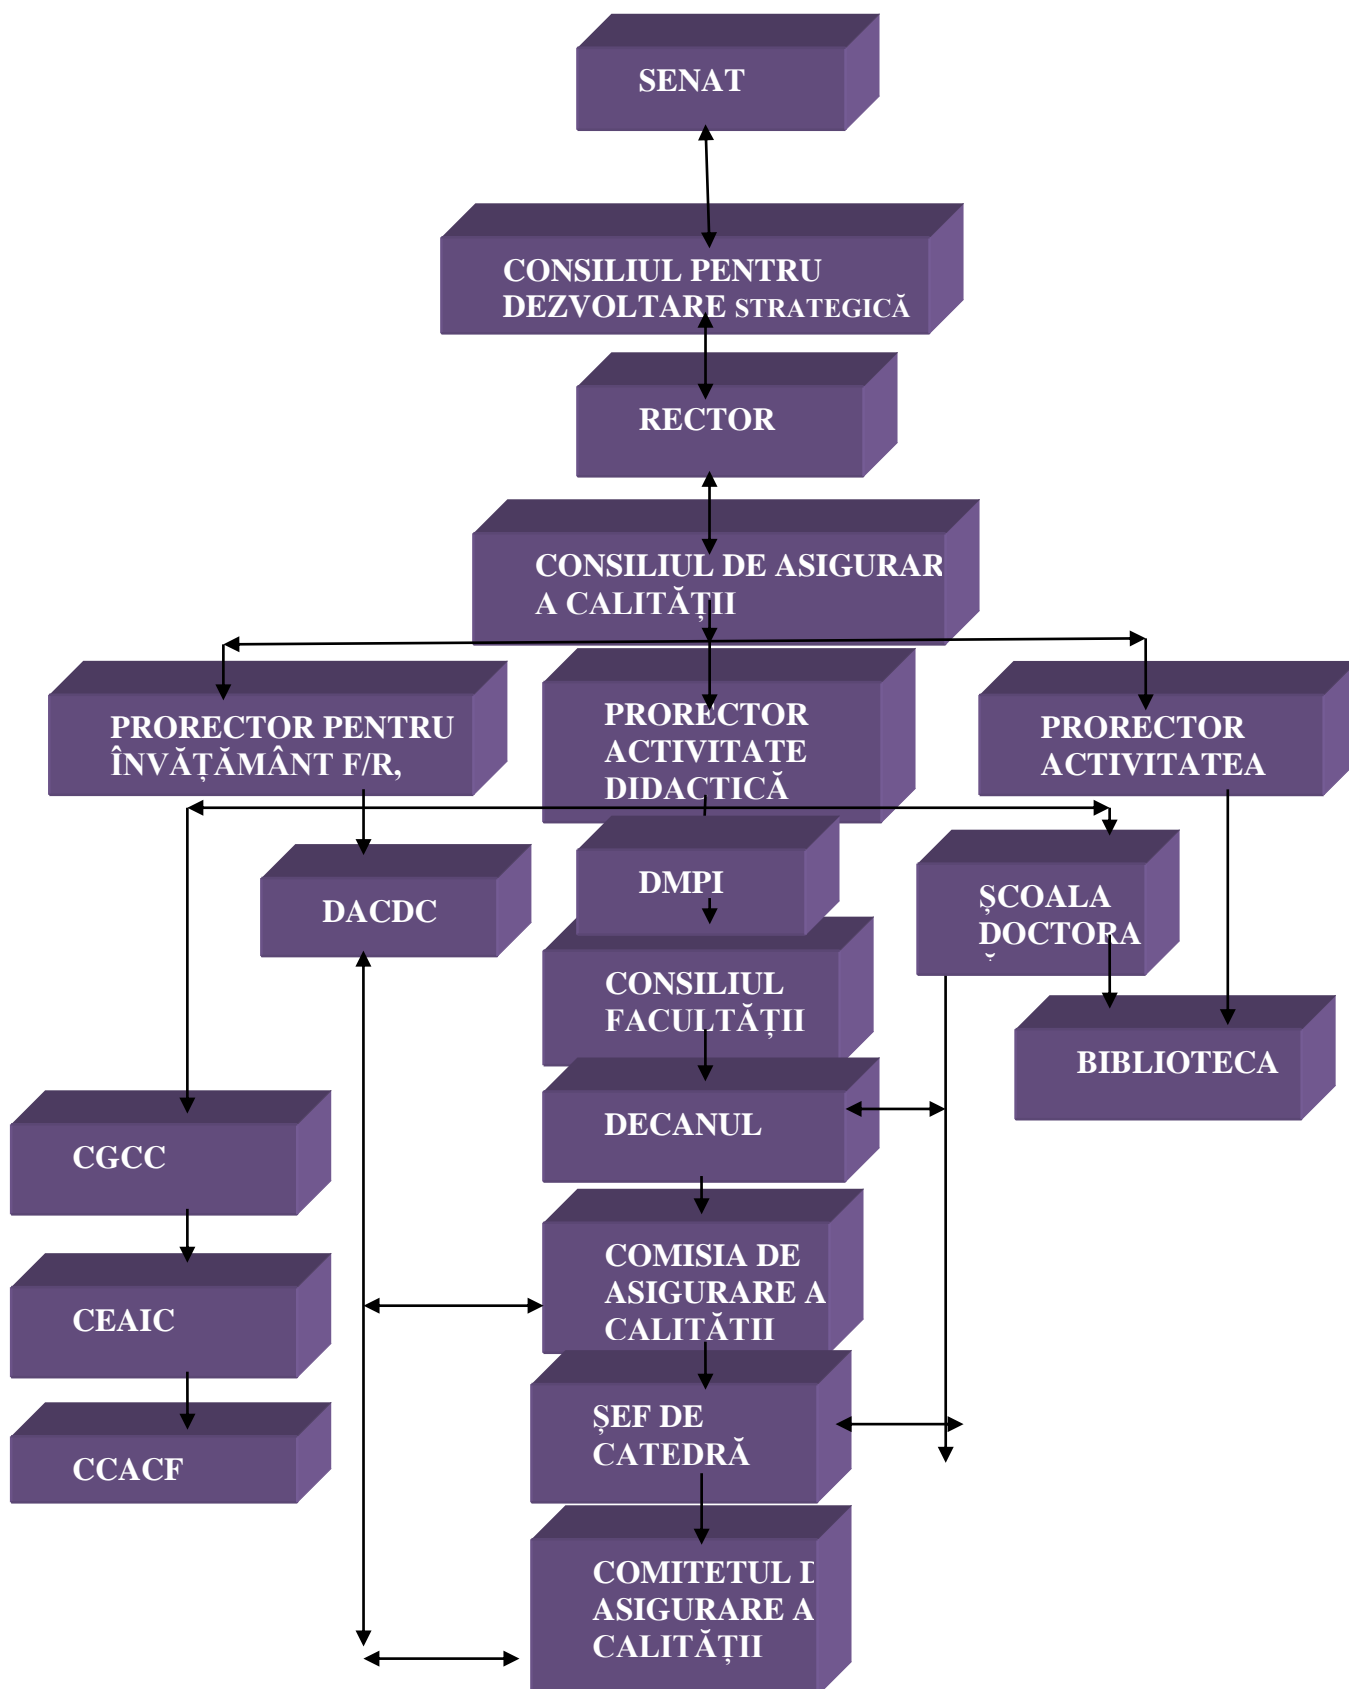 SENAT
CONSILIUL PENTRU
DEZVOLTARE STRATEGICĂ
RECTOR
CONSILIUL DE ASIGURAR
A CALITĂȚII
PRORECTOR PENTRU
ÎNVĂȚĂMÂNT F/R,
PRORECTOR
ACTIVITATE
DIDACTICĂ
PRORECTOR
ACTIVITATEA
DMPI
DACDC
ȘCOALA
DOCTORA
CONSILIUL
FACULTĂȚII
BIBLIOTECA
DECANUL
CGCC
COMISIA DE
ASIGURARE A
CALITĂTII
CEAIC
ȘEF DE
CATEDRĂ
CCACF
COMITETUL D
ASIGURARE A
CALITĂȚII